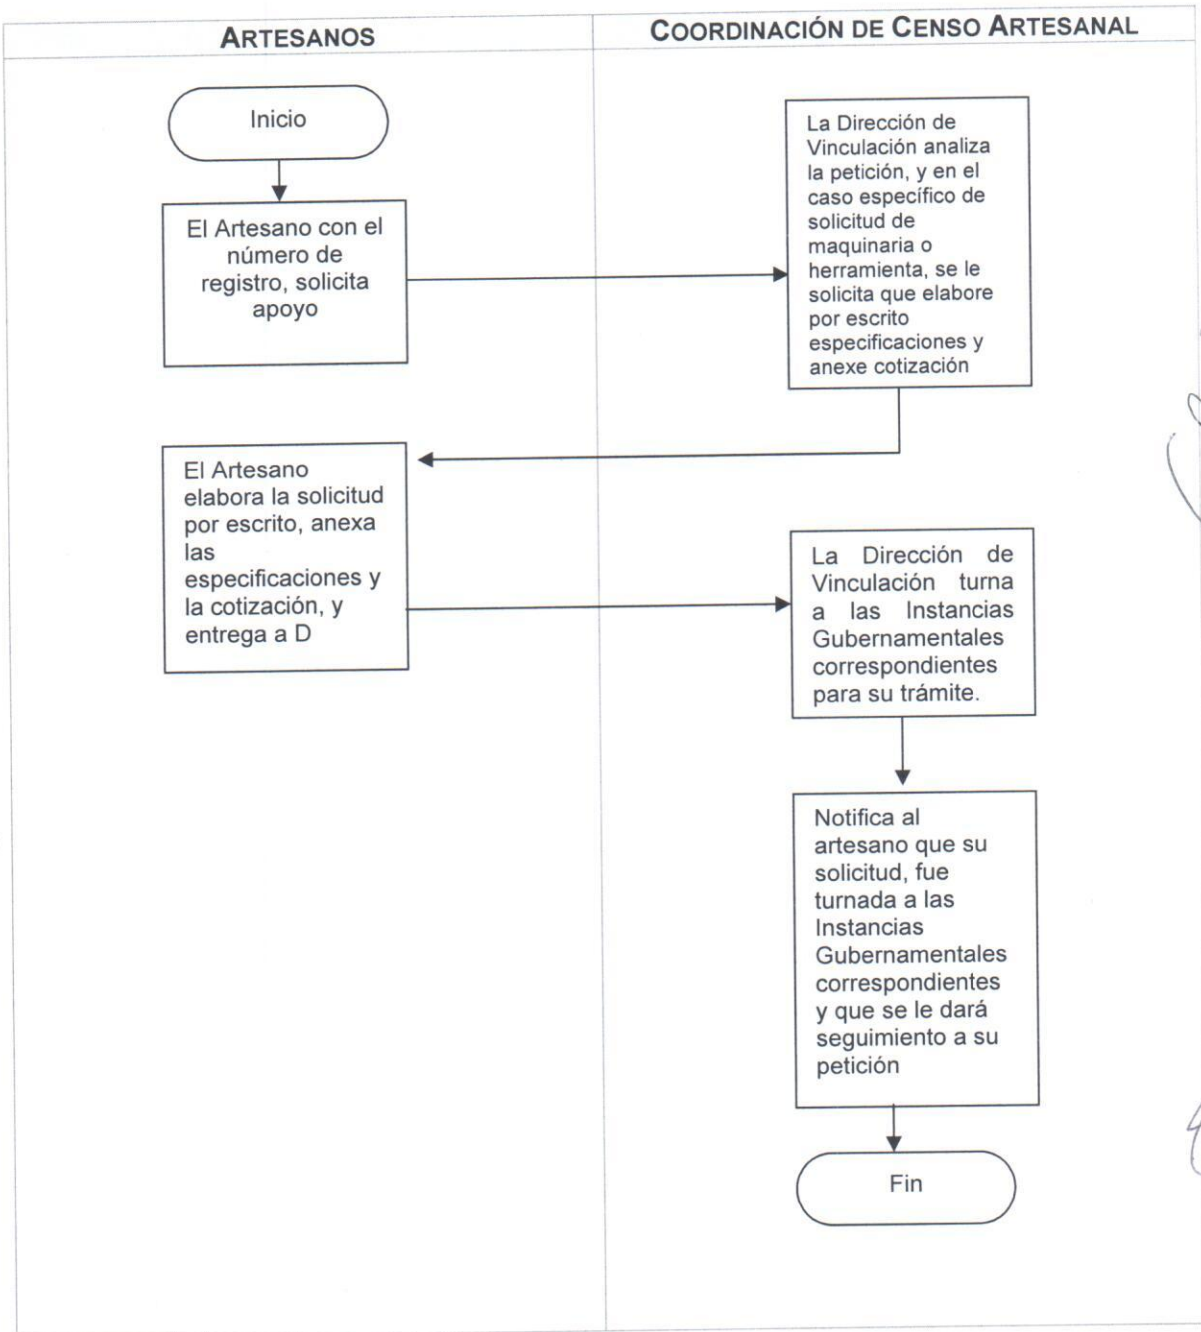 ARTESANOS
COORDINACIÓN DE CENSO ARTESANAL
Inicio
El Artesano con el
número de
registro, solicita
apoyo
La Dirección de
Vinculación analiza
la petición, y en el
caso específico de
solicitud de
maquinaria o
herramienta, se le
solicita que elabore
por escrito
especificaciones y
anexe cotización
El Artesano
elabora la solicitud
por escrito, anexa
las
especificaciones y
la cotización, y
entrega a D
La Dirección de
Vinculación turna
a las Instancias
Gubernamentales
correspondientes
para su trámite.
Notifica al
artesano que su
solicitud, fue
turnada a las
Instancias
Gubernamentales
correspondientes
y que se le dará
seguimiento a su
petición
Fin